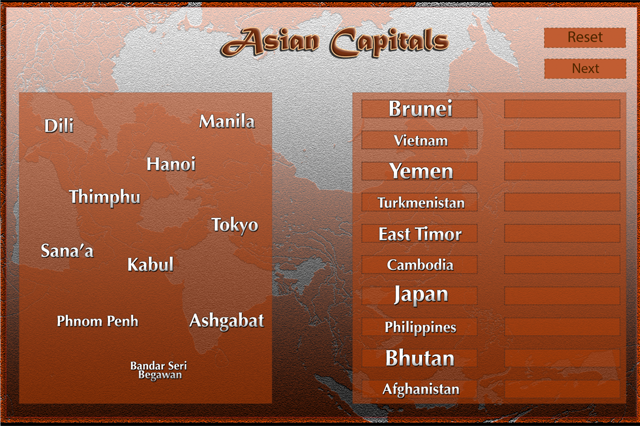 Asian Capitals
Reset
Next
Dili
Manila
Hanoi
Thimphu
Tokyo
Sana'a
Kabul
Phnom Penh
Ashgabat
Bandar Seri
Begawan
Brunei
Vietnam
Yemen
Turkmenistan
East Timor
Cambodia
Japan
Philippines
Bhutan
Afghanistan